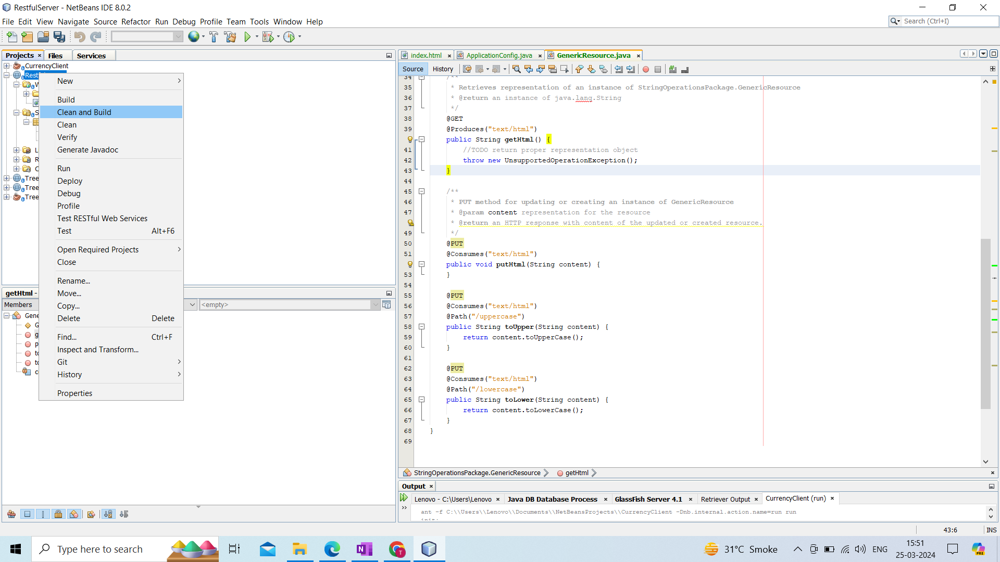 RestfulServer - NetBeans IDE 8.0.2
File Edit View Navigate Source Refactor Run Debug Profile Team Tools Window Help
Search (Ctrl+I)
Projects Files Services
CurrencyClient
Rest
New
Build
Clean and Build
Clean
Verify
Generate Javadoc
Run
Deploy
Debug
Profile
Test RESTful Web Services
Test Alt+F6
Open Required Projects
Close
Rename...
Move...
Copy...
Delete Delete
Find... Ctrl+F
Inspect and Transform...
Git
History
Properties
Tree
Tree
Tree
getHtml -
Members
<empty>
Gene
index.html ApplicationConfig.java GenericResource.java
Source History
34 /**
35 * Retrieves representation of an instance of StringOperationsPackage.GenericResource
36 * @return an instance of java.lang.String
37 */
38 @GET
39 @Produces("text/html")
public String getHtml() {
41 //TODO return proper representation object
42 throw new UnsupportedOperationException();
43 }
44
45 /**
46 * PUT method for updating or creating an instance of GenericResource
47 * @param content representation for the resource
* @return an HTTP response with content of the updated or created resource.
49 */
50 @PUT
51 @Consumes("text/html")
public void putHtml(String content) {
53 }
54
55 @PUT
56 @Consumes("text/html")
57 @Path("/uppercase")
58 public String toUpper(String content) {
59 return content.toUpperCase();
60 }
61
62 @PUT
63 @Consumes("text/html")
64 @Path("/lowercase")
65 public String toLower(String content) {
66 return content.toLowerCase();
67 }
68 }
69
StringOperationsPackage.GenericResource getHtml
Output
Lenovo - C:\Users\Lenovo Java DB Database Process GlassFish Server 4.1 Retriever Output CurrencyClient (run)
ant -f C:\\Users\\Lenovo\\Documents\\NetBeansProjects\\CurrencyClient -Dnb.internal.action.name=run run
init:
43:6 INS
Type here to search
31°C Smoke
ENG
15:51
25-03-2024
PRE